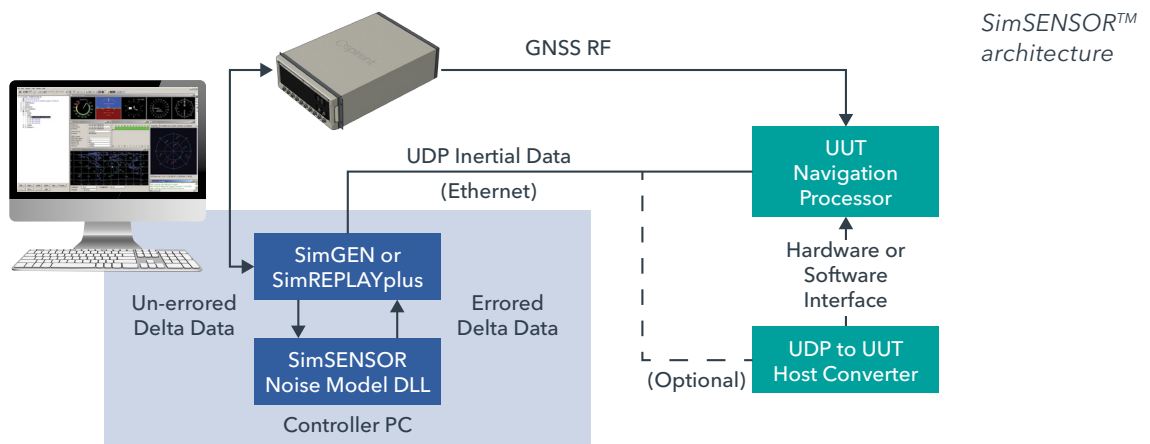 SimSENSOR™
architecture
GNSS RF
Spirent
UDP Inertial Data
(Ethernet)
UUT
Navigation
Processor
SimGEN or
SimREPLAYplus
Hardware or
Software
Interface
Un-errored
Delta Data
Errored
Delta Data
SimSENSOR
Noise Model DLL
UDP to UUT
Host Converter
(Optional)
Controller PC